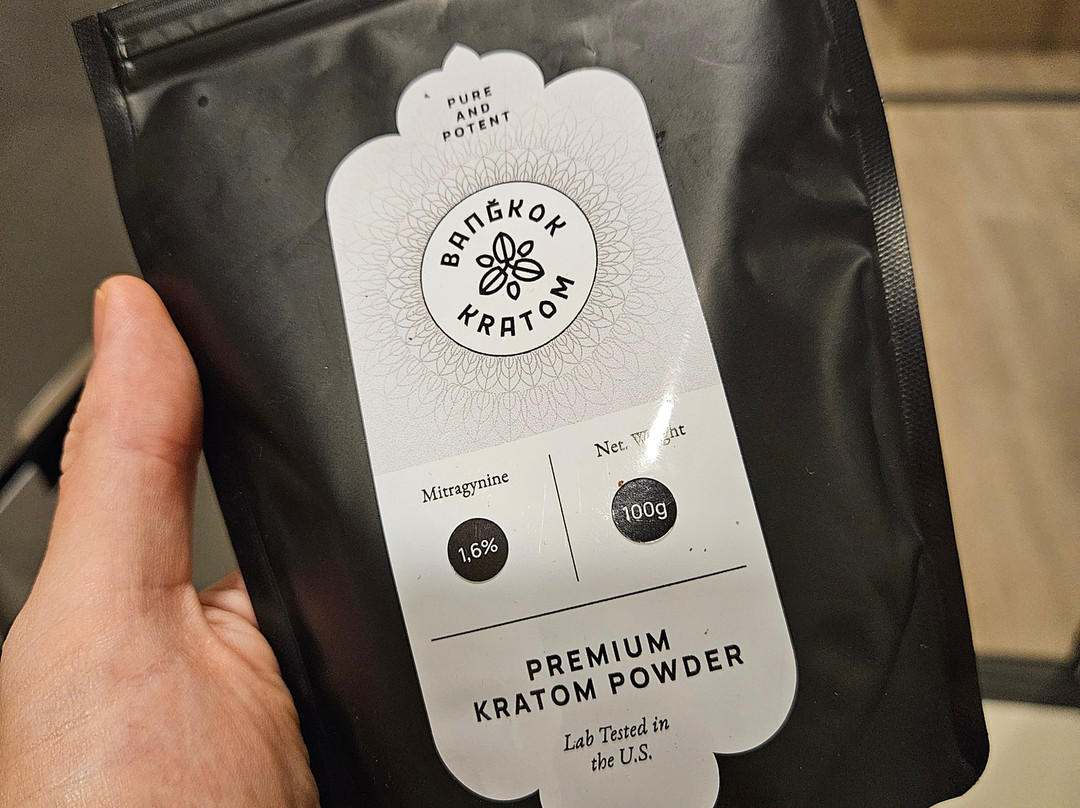 PURE
AND
POTENT
BANĞKOK
KRATOM
Mitragynine
1,6%
Net. Weight
100g
PREMIUM
KRATOM POWDER
Lab Tested in
the U.S.